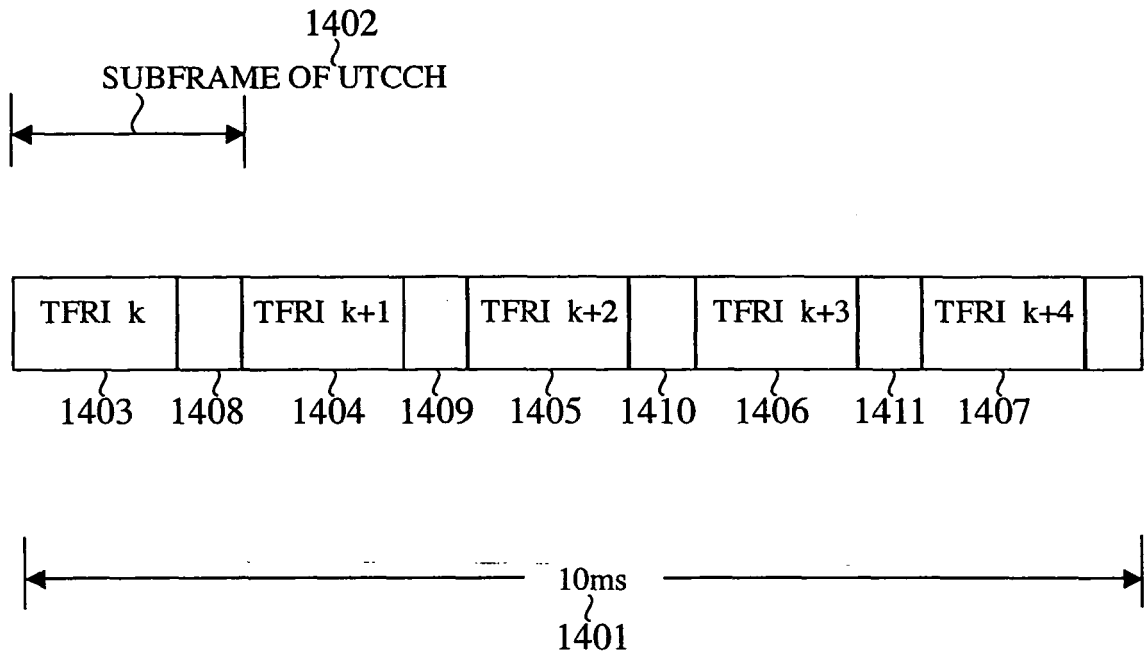 1402
SUBFRAME OF UTCCH
TFRI k TFRI k+1 TFRI k+2 TFRI k+3 TFRI k+4
1403 1408 1404 1409 1405 1410 1406 1411 1407
10ms
1401